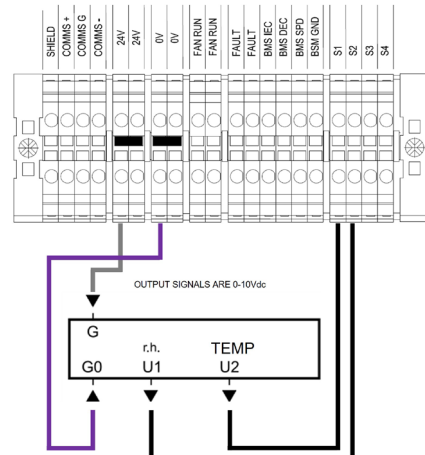 SHIELD
COMMS +
COMMS G
COMMS -
24V
24V
0V
0V
FAN RUN
FAN RUN
FAULT
FAULT
BMS IEC
BMS DEC
BMS SPD
BSM GND
S1
S2
S3
S4
OUTPUT SIGNALS ARE 0-10Vdc
G
r.h. TEMP
G0 U1 U2